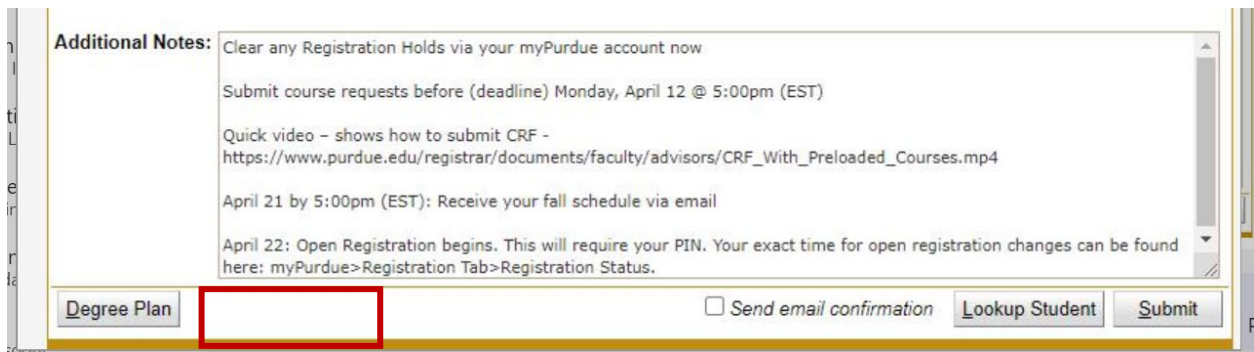 Additional Notes:
Clear any Registration Holds via your myPurdue account now
Submit course requests before (deadline) Monday, April 12 @ 5:00pm (EST)
Quick video – shows how to submit CRF -
https://www.purdue.edu/registrar/documents/faculty/advisors/CRF_With_Preloaded_Courses.mp4
April 21 by 5:00pm (EST): Receive your fall schedule via email
April 22: Open Registration begins. This will require your PIN. Your exact time for open registration changes can be found
here: myPurdue>Registration Tab>Registration Status.
Degree Plan
Send email confirmation
Lookup Student
Submit